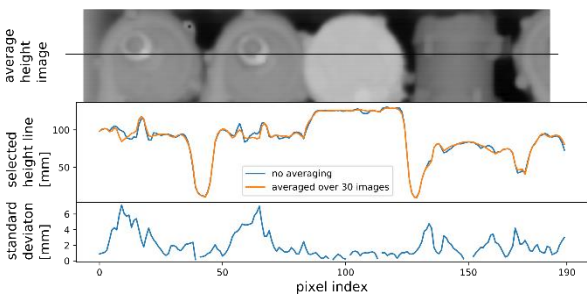 average
height
image
selected
height line
[mm]
100
50
no averaging
averaged over 30 images
standard
deviaton
[mm]
6
4
2
0
0
50
100
150
190
pixel index